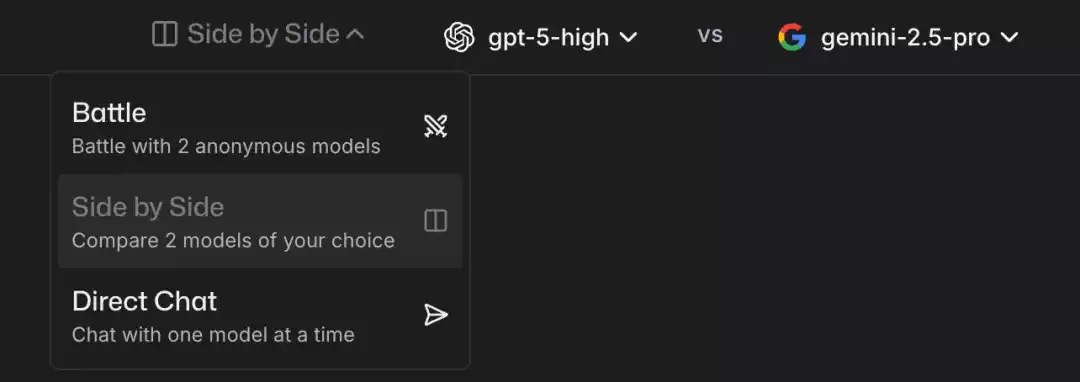 Side by Side
gpt-5-high
VS
gemini-2.5-pro
Battle
Battle with 2 anonymous models
Side by Side
Compare 2 models of your choice
Direct Chat
Chat with one model at a time